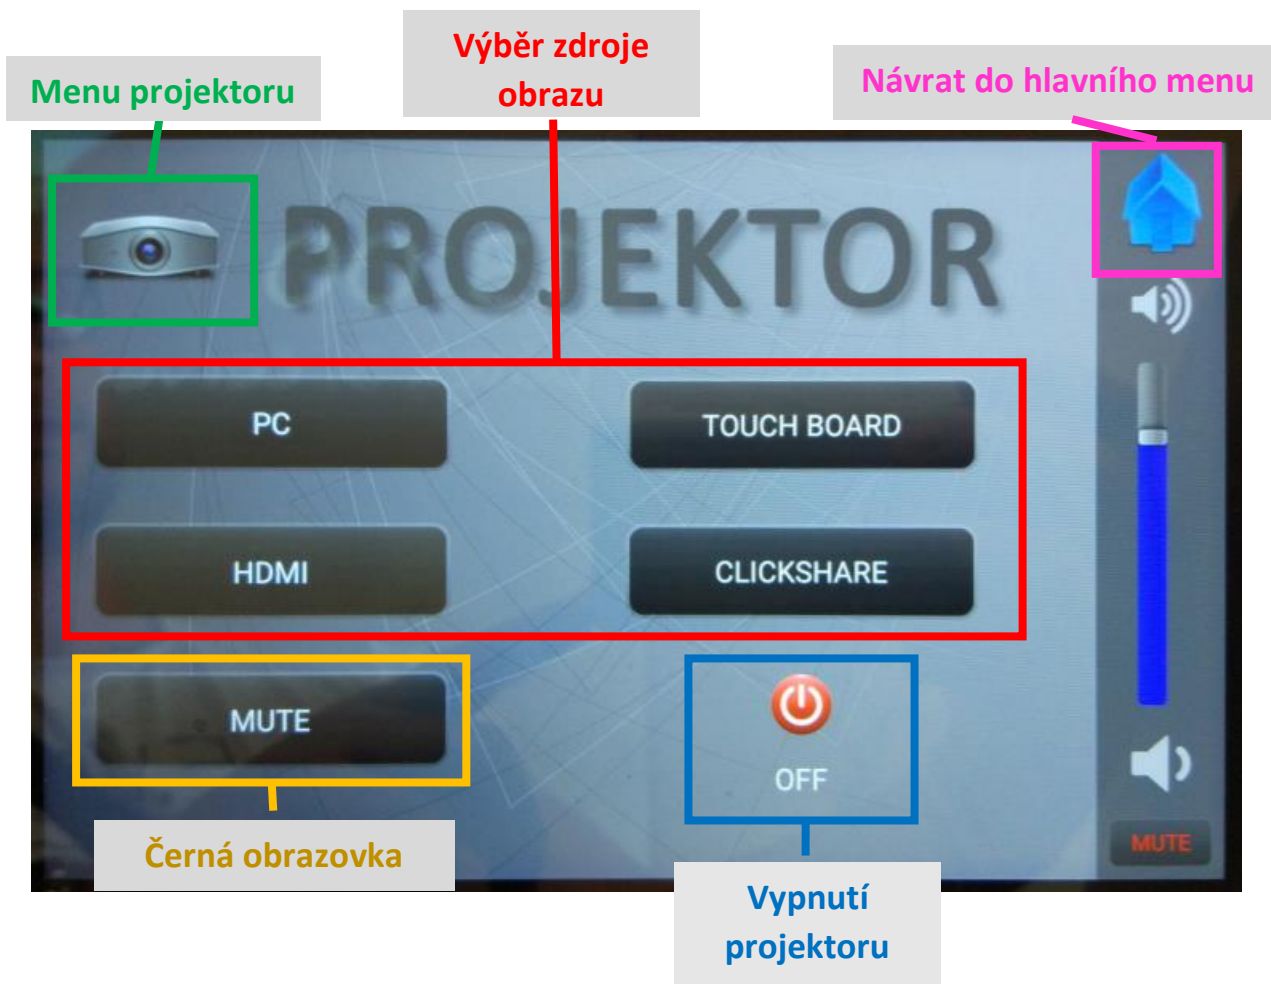 Výběr zdroje
obrazu
Menu projektoru
Návrat do hlavního menu
PROJEKTOR
PC
TOUCH BOARD
HDMI
CLICKSHARE
MUTE
OFF
MUTE
Černá obrazovka
Vypnutí
projektoru